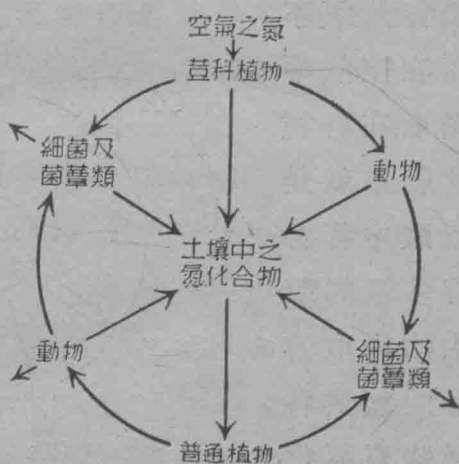 空氣之氮
荳科植物
細菌及
菌蕈類
動物
土壤中之
氮化合物
動物
細菌及
菌蕈類
普通植物